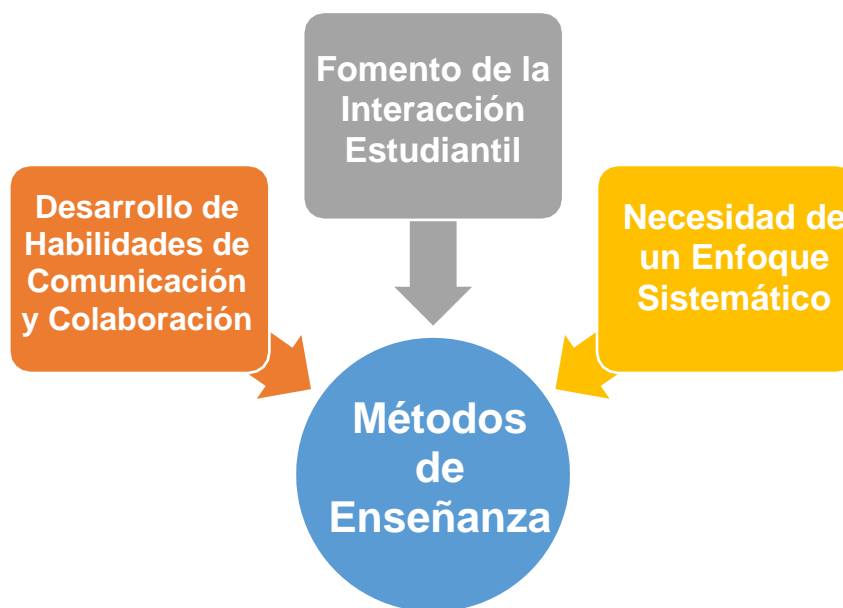 Fomento de la
Interacción
Estudiantil
Desarrollo de
Habilidades de
Comunicación
y Colaboración
Necesidad de
un Enfoque
Sistemático
Métodos
de
Enseñanza